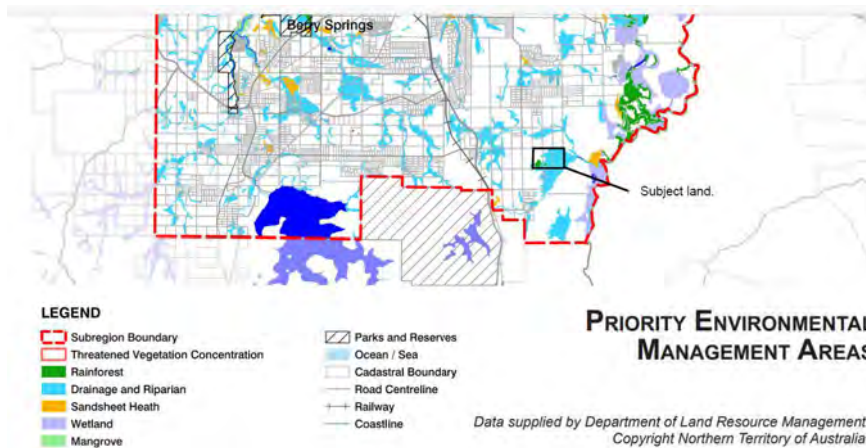 Berry Springs
Subject land.
LEGEND
Subregion Boundary
Threatened Vegetation Concentration
Rainforest
Drainage and Riparian
Sandsheet Heath
Wetland
Mangrove
Parks and Reserves
Ocean / Sea
Cadastral Boundary
Road Centreline
Railway
Coastline
PRIORITY ENVIRONMENTAL
MANAGEMENT AREAS
Data supplied by Department of Land Resource Management
Copyright Northern Territory of Australia